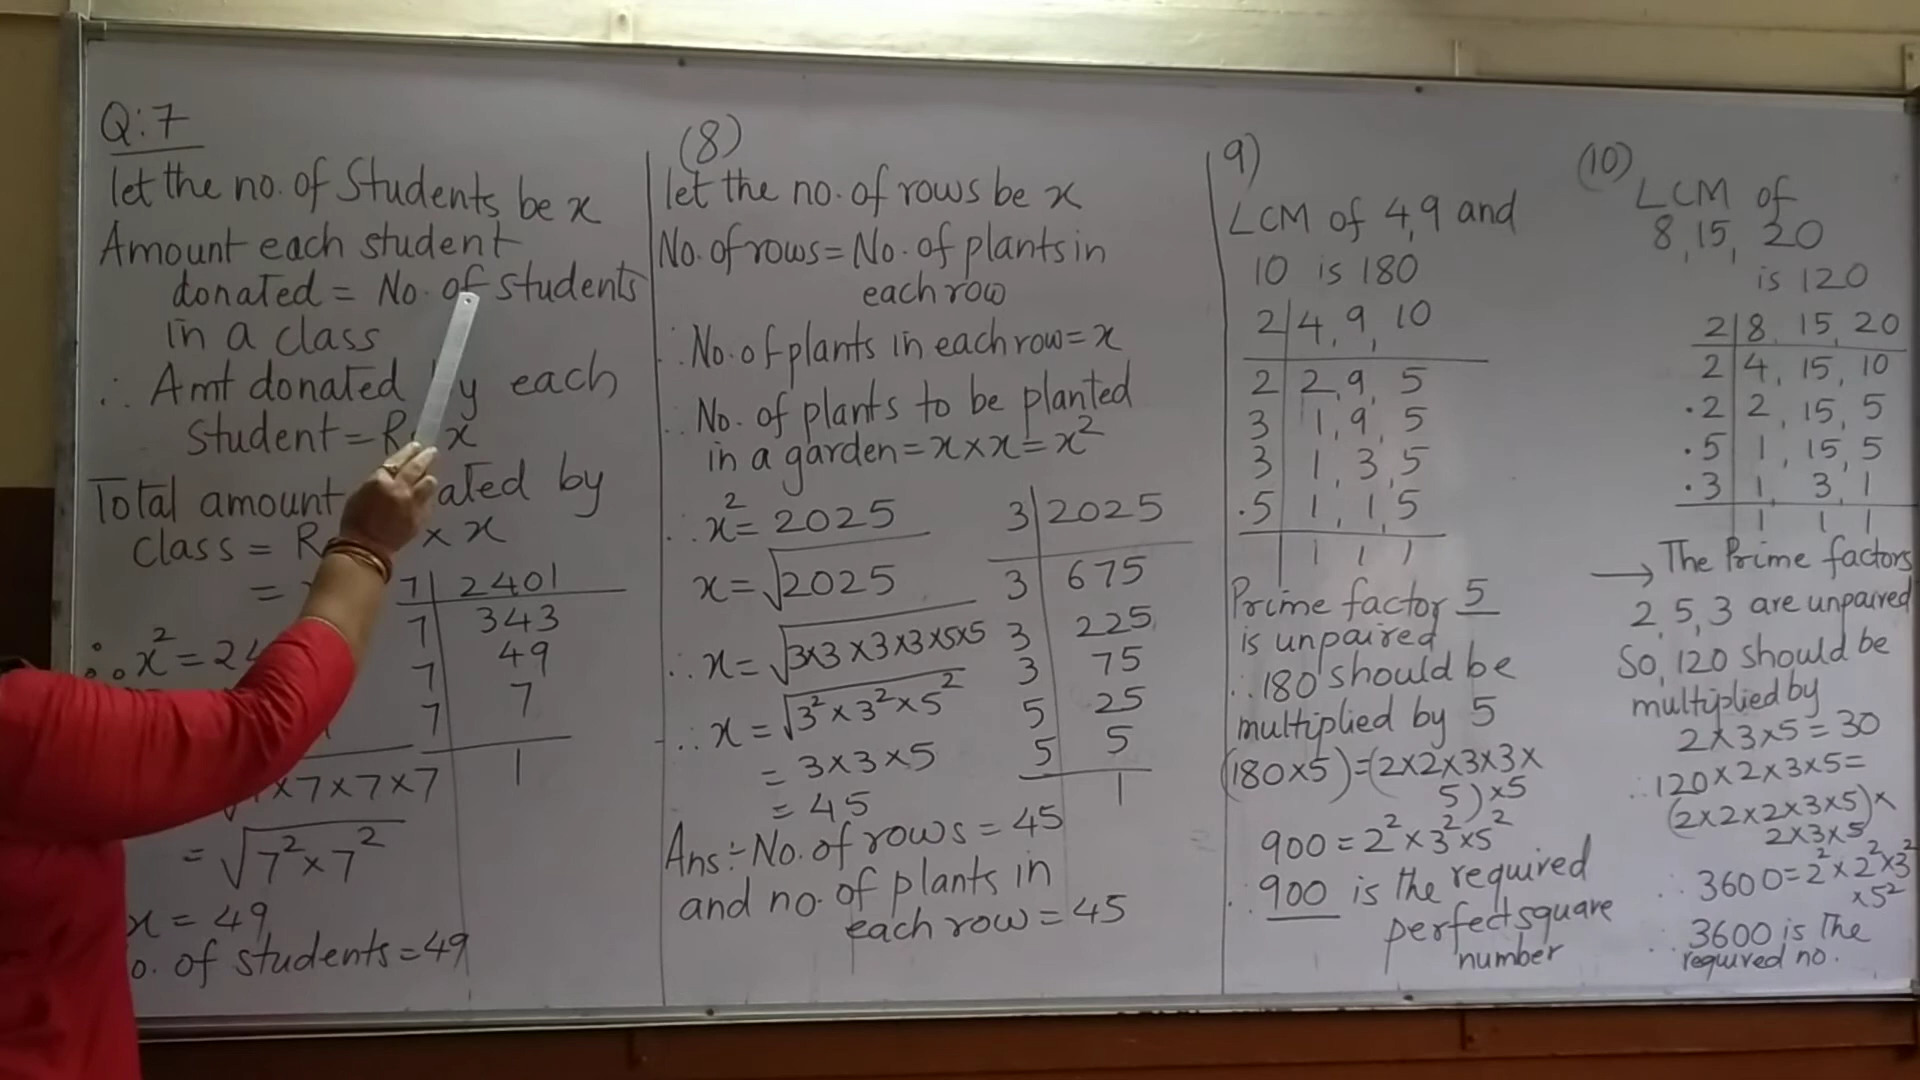 Q:7
let the no. of Students be x
Amount each student
donated = No. of students
in a class
∴ Amt donated by each
student = R x
Total amount ated by
class = R × x
=
7 | 2401
7 | 343
7 | 49
7 | 7
1
∴ x² = 24
×7×7×7
= √7²×7²
x = 49
o. of students = 49
(8)
let the no. of rows be x
No. of rows = No. of plants in
each row
∴ No. of plants in each row = x
∴ No. of plants to be planted
in a garden = x×x = x²
∴ x² = 2025
x = √2025
∴ x = √3×3×3×3×5×5
∴ x = √3²×3²×5²
= 3×3×5
= 45
3 | 2025
3 | 675
3 | 225
3 | 75
5 | 25
5 | 5
1
Ans:- No. of rows = 45
and no. of plants in
each row = 45
9)
LCM of 4,9 and
10 is 180
2 | 4, 9, 10
2 | 2, 9, 5
3 | 1, 9, 5
3 | 1, 3, 5
.5 | 1, 1, 5
| 1 1 1
Prime factor 5
is unpaired
∴ 180 should be
multiplied by 5
(180×5) = (2×2×3×3×
5)×5
900 = 2²×3²×5²
∴ 900 is the required
perfect square
number
(10)
LCM of
8, 15, 20
is 120
2 | 8, 15, 20
2 | 4, 15, 10
.2 | 2, 15, 5
.5 | 1, 15, 5
.3 | 1, 3, 1
| 1 1 1
→ The Prime factors
2, 5, 3 are unpaired
So, 120 should be
multiplied by
2×3×5 = 30
∴ 120×2×3×5 =
(2×2×2×3×5)×
2×3×5
∴ 3600 = 2²×2²×3²
×5²
∴ 3600 is the
required no.